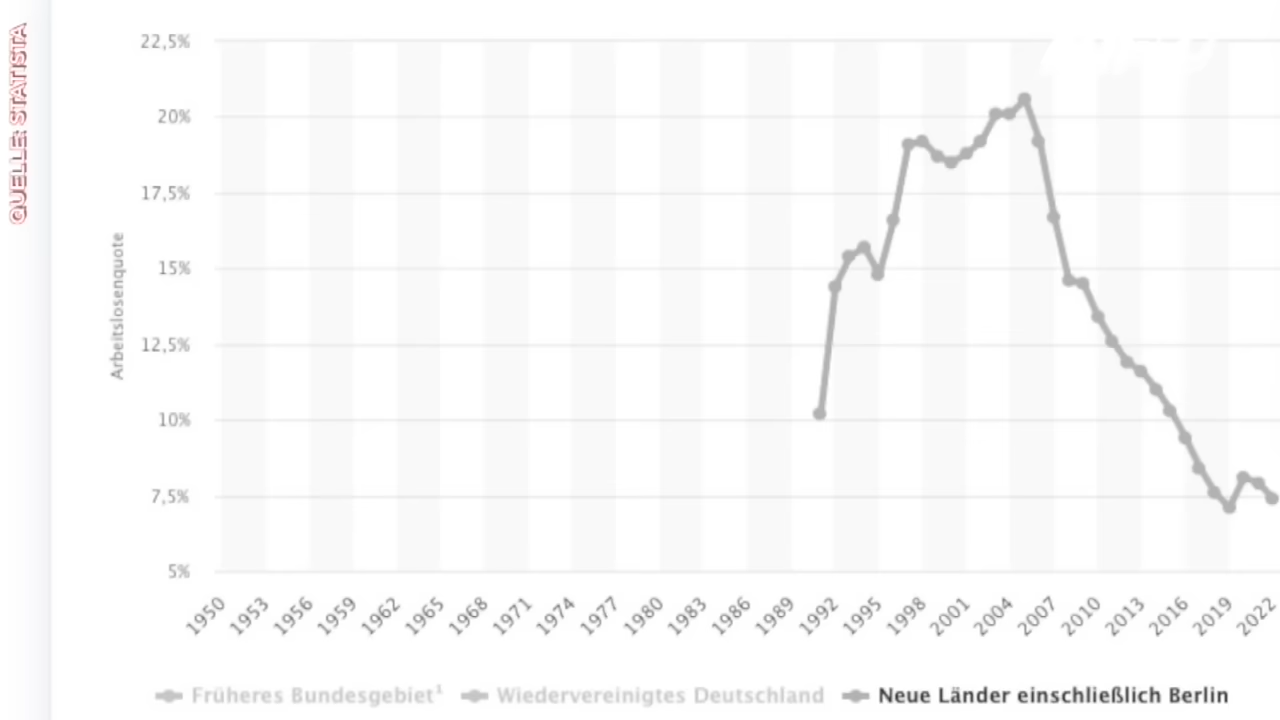 QUELLE: STATISTA
22,5%
20%
17,5%
15%
12,5%
10%
7,5%
5%
Arbeitslosenquote
1950 1953 1956 1959 1962 1965 1968 1971 1974 1977 1980 1983 1986 1989 1992 1995 1998 2001 2004 2007 2010 2013 2016 2019 2022
Früheres Bundesgebiet¹ Wiedervereinigtes Deutschland Neue Länder einschließlich Berlin